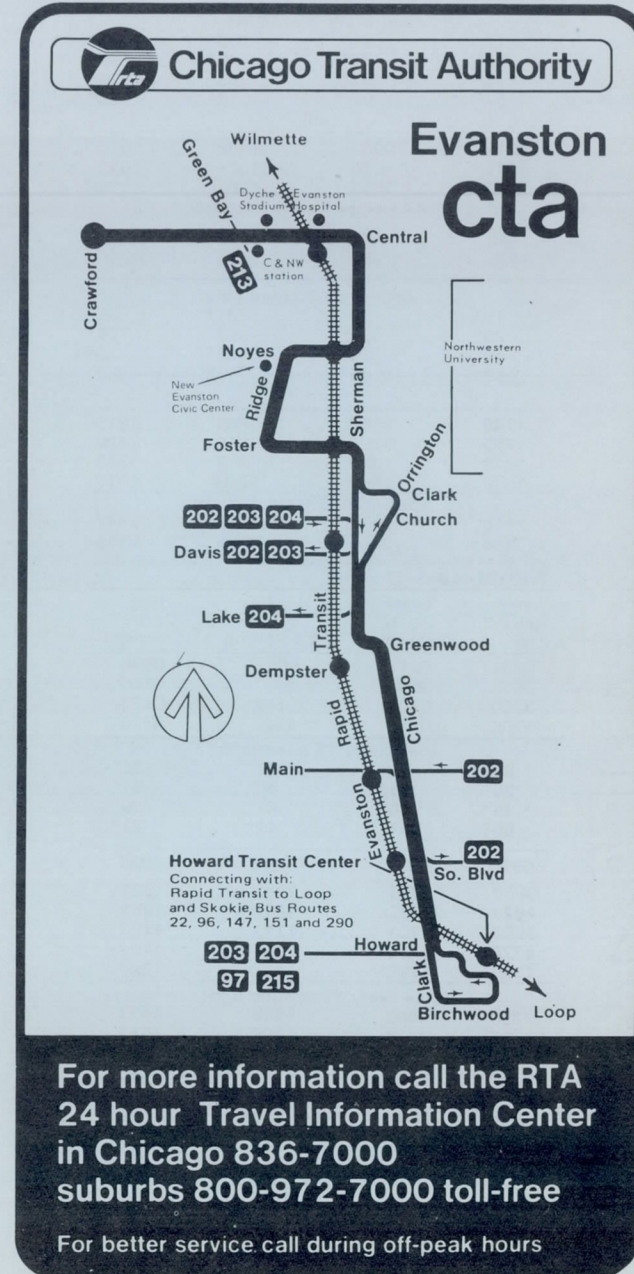 rta
Chicago Transit Authority
Evanston
cta
Wilmette
Green Bay
Dyche
Stadium
Evanston
Hospital
Central
Crawford
213
C & NW
station
Northwestern
University
Noyes
New
Evanston
Civic Center
Ridge
Sherman
Foster
Orrington
Clark
202 203 204
Church
Davis 202 203
Lake 204
Transit
Greenwood
Dempster
Rapid
Chicago
Main
202
Evanston
202
So. Blvd
Howard Transit Center
Connecting with:
Rapid Transit to Loop
and Skokie, Bus Routes
22, 96, 147, 151 and 290
203 204
Howard
97 215
Clark
Birchwood
Loop
For more information call the RTA
24 hour Travel Information Center
in Chicago 836-7000
suburbs 800-972-7000 toll-free
For better service call during off-peak hours